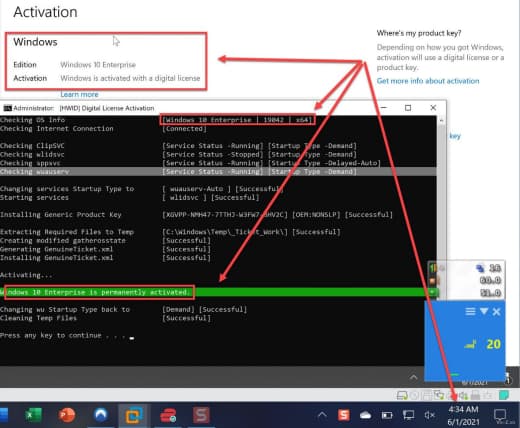 Activation
Windows
Edition Windows 10 Enterprise
Activation Windows is activated with a digital license
Learn more
Where's my product key?
Depending on how you got Windows,
activation will use a digital license or a
product key.
Get more info about activation
key
Administrator: [HWID] Digital License Activation
Checking OS Info [Windows 10 Enterprise | 19042 | x64]
Checking Internet Connection [Connected]
Checking ClipSVC [Service Status -Running] [Startup Type -Demand]
Checking wlidsvc [Service Status -Stopped] [Startup Type -Demand]
Checking sppsvc [Service Status -Running] [Startup Type -Delayed-Auto]
Checking wuauserv [Service Status -Running] [Startup Type -Demand]
Changing services Startup Type to [ wuauserv-Auto ] [Successful]
Starting services [ wlidsvc ] [Successful]
Installing Generic Product Key [OEM:NONSLP] [Successful]
Extracting Required Files to Temp [C:\Windows\Temp\_Ticket_Work\] [Successful]
Creating modified gatherosstate [Successful]
Generating GenuineTicket.xml [Successful]
Installing GenuineTicket.xml [Successful]
Activating...
Windows 10 Enterprise is permanently activated.
Changing wu Startup Type back to [Demand] [Successful]
Cleaning Temp Files [Successful]
Press any key to continue . . .
16
60.0
51.0
20
6/1/2021
4:34 AM
6/1/2021